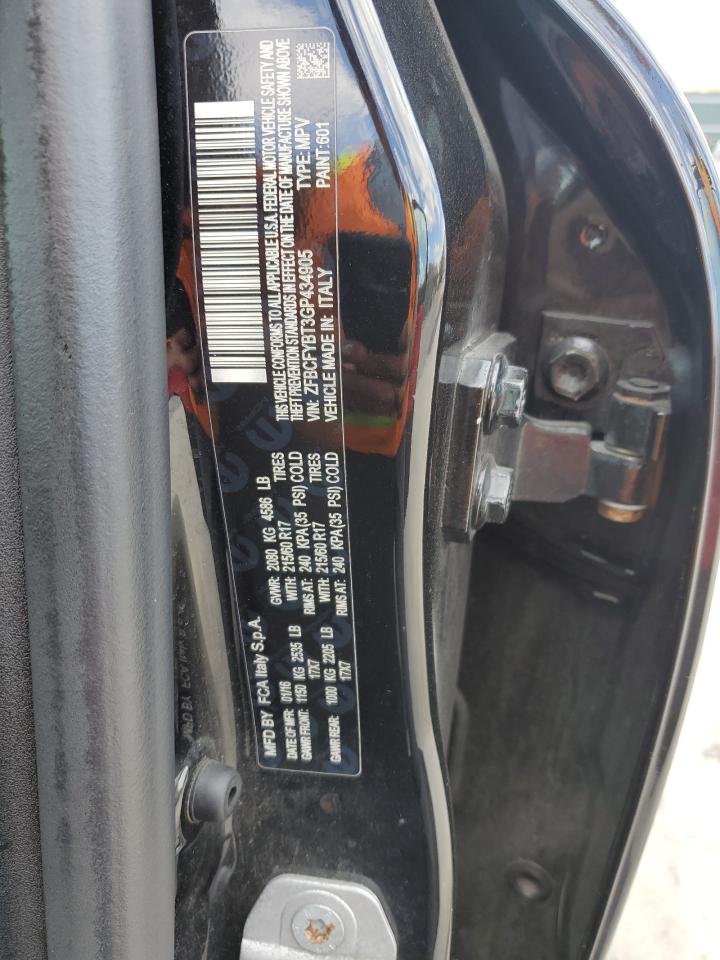 MFD BY FCA Italy S.p.A.
DATE OF MFR: 01/16 GVWR: 2080 KG 4586 LB
GAWR FRONT: 1150 KG 2535 LB WITH: 215/60 R17 TIRES
17X7 RIMS AT: 240 KPA(35 PSI) COLD
GAWR REAR: 1000 KG 2205 LB WITH: 215/60 R17 TIRES
17X7 RIMS AT: 240 KPA(35 PSI) COLD
THIS VEHICLE CONFORMS TO ALL APPLICABLE U.S.A. FEDERAL MOTOR VEHICLE SAFETY AND
THEFT PREVENTION STANDARDS IN EFFECT ON THE DATE OF MANUFACTURE SHOWN ABOVE
VIN: ZFBCFYBT3GP434905 TYPE: MPV
VEHICLE MADE IN: ITALY PAINT: 601